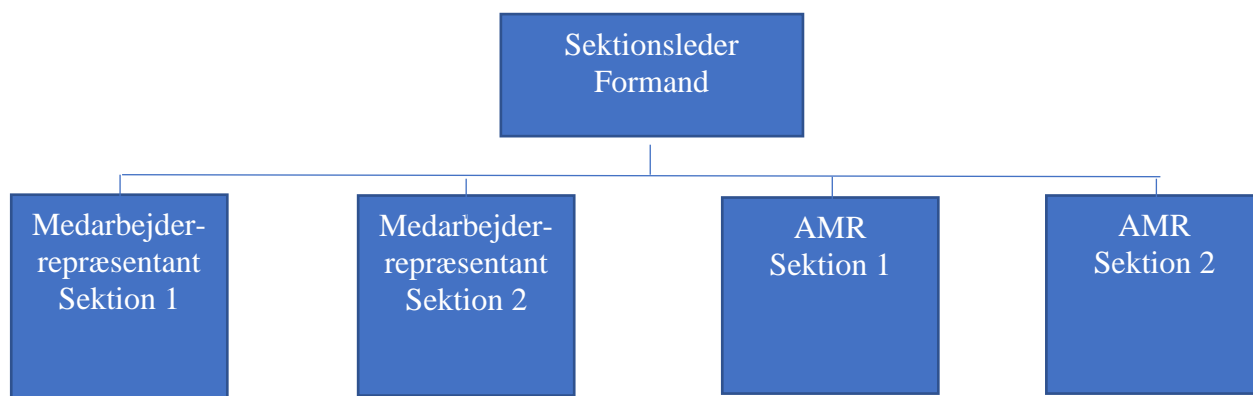 Sektionsleder
Formand
Medarbejder-
repræsentant
Sektion 1
Medarbejder-
repræsentant
Sektion 2
AMR
Sektion 1
AMR
Sektion 2